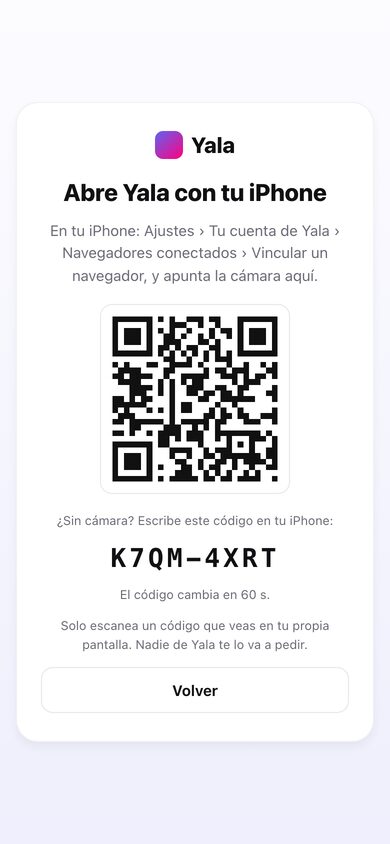 Yala
Abre Yala con tu iPhone
En tu iPhone: Ajustes › Tu cuenta de Yala ›
Navegadores conectados › Vincular un
navegador, y apunta la cámara aquí.
¿Sin cámara? Escribe este código en tu iPhone:
K7QM–4XRT
El código cambia en 60 s.
Solo escanea un código que veas en tu propia
pantalla. Nadie de Yala te lo va a pedir.
Volver